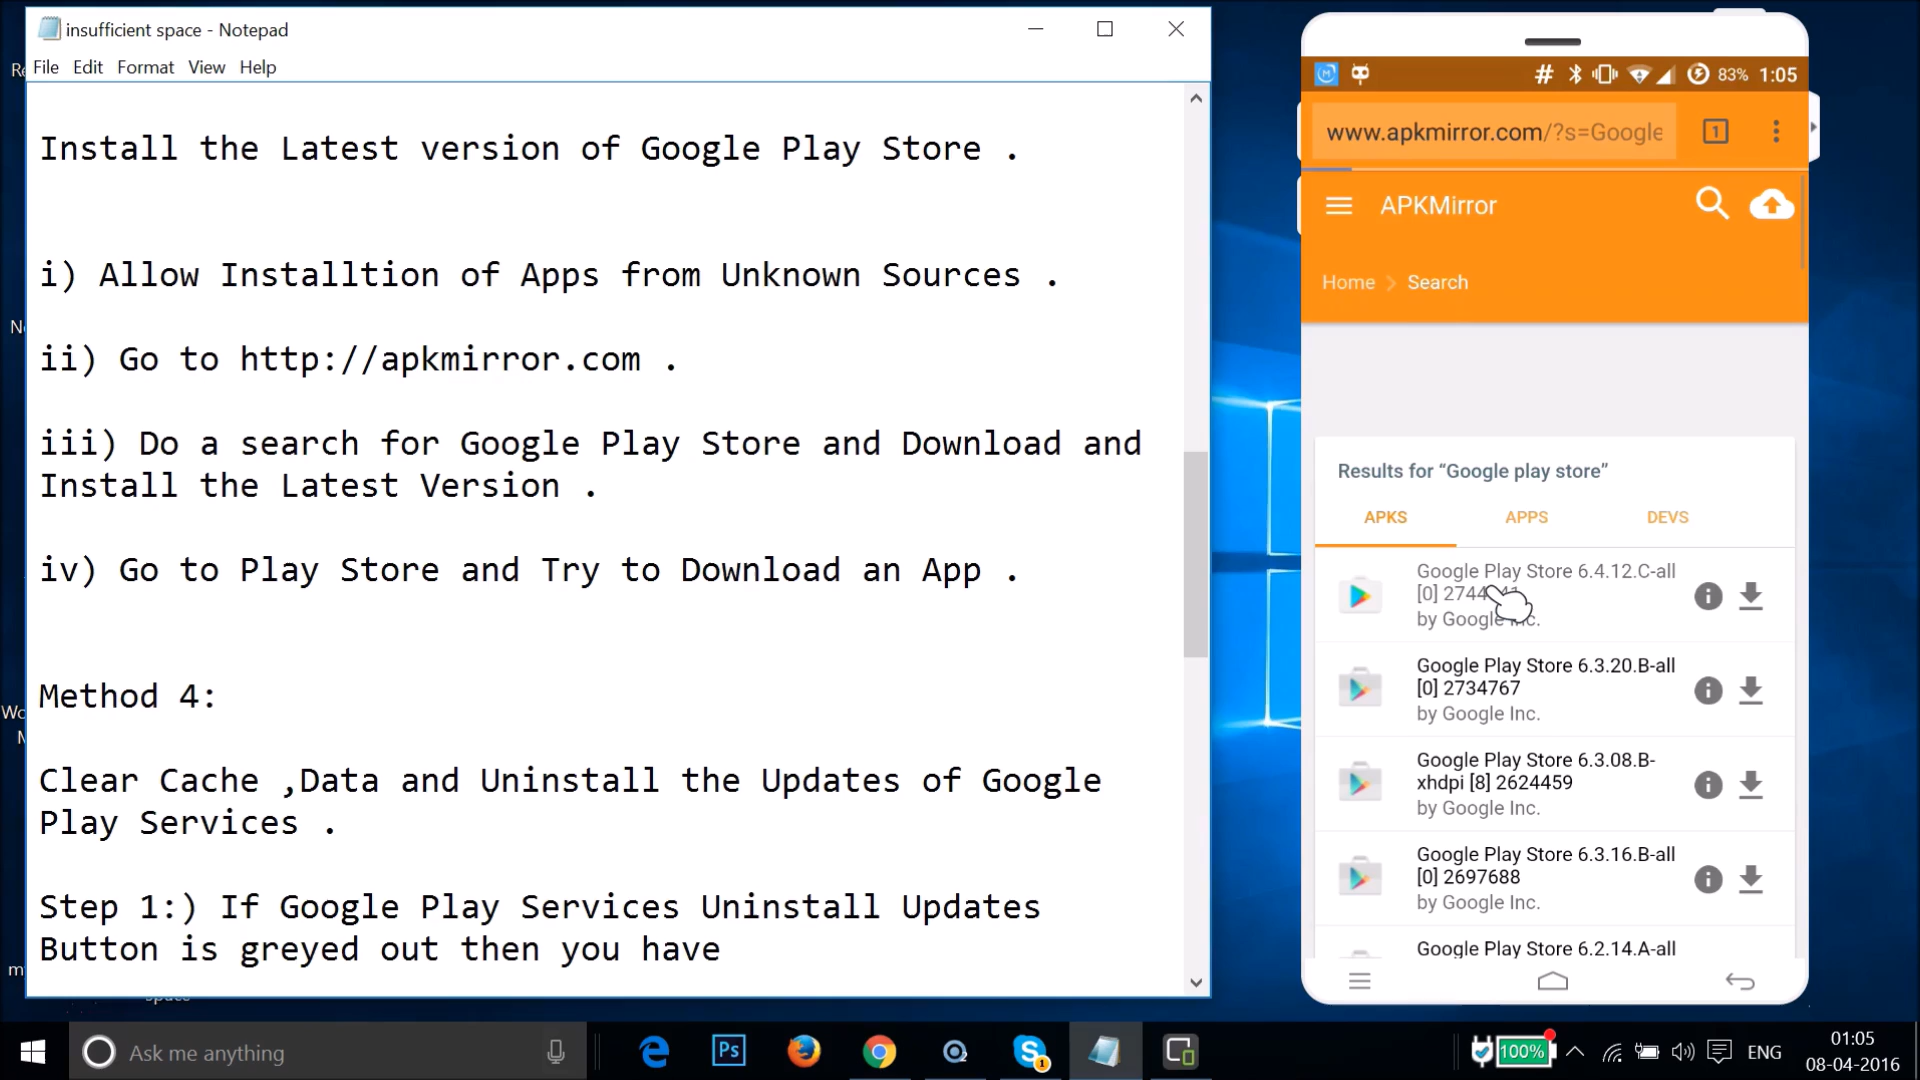 insufficient space - Notepad
File Edit Format View Help
Install the Latest version of Google Play Store .
i) Allow Installtion of Apps from Unknown Sources .
ii) Go to http://apkmirror.com .
iii) Do a search for Google Play Store and Download and
Install the Latest Version .
iv) Go to Play Store and Try to Download an App .
Method 4:
Clear Cache ,Data and Uninstall the Updates of Google
Play Services .
Step 1:) If Google Play Services Uninstall Updates
Button is greyed out then you have
83% 1:05
www.apkmirror.com/?s=Google
1
APKMirror
Home > Search
Results for “Google play store”
APKS APPS DEVS
Google Play Store 6.4.12.C-all
[0]
by Google Inc.
Google Play Store 6.3.20.B-all
[0] 2734767
by Google Inc.
Google Play Store 6.3.08.B-
xhdpi [8] 2624459
by Google Inc.
Google Play Store 6.3.16.B-all
[0] 2697688
by Google Inc.
Google Play Store 6.2.14.A-all
space
Ask me anything
Ps
1
100%
ENG
01:05
08-04-2016